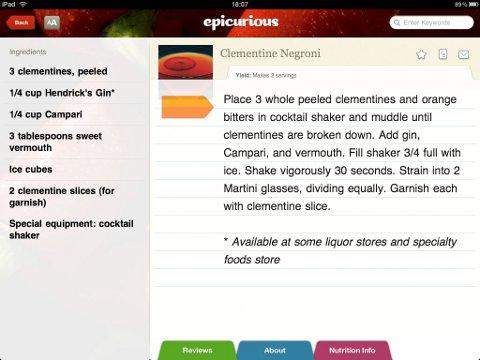 iPad
18:07
89%
Back
AA
epicurious
Enter Keywords
Ingredients
3 clementines, peeled
1/4 cup Hendrick's Gin*
1/4 cup Campari
3 tablespoons sweet
vermouth
Ice cubes
2 clementine slices (for
garnish)
Special equipment: cocktail
shaker
Clementine Negroni
Yield: Makes 2 servings
Place 3 whole peeled clementines and orange
bitters in cocktail shaker and muddle until
clementines are broken down. Add gin,
Campari, and vermouth. Fill shaker 3/4 full with
ice. Shake vigorously 30 seconds. Strain into 2
Martini glasses, dividing equally. Garnish each
with clementine slice.
* Available at some liquor stores and specialty
foods store
Reviews
About
Nutrition Info